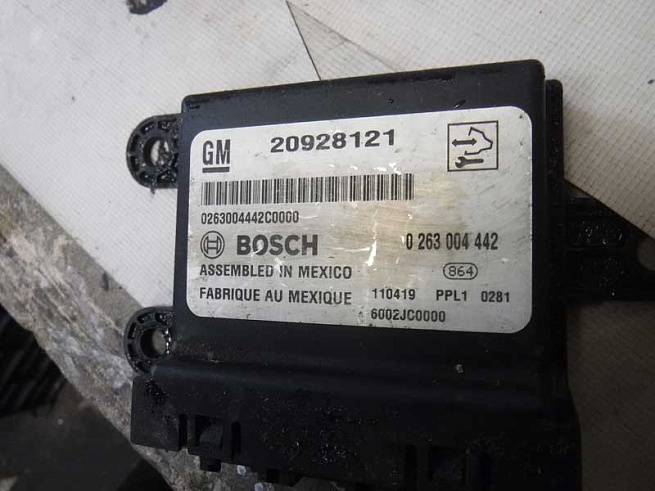 GM 20928121
0263004442C0000
BOSCH 0 263 004 442
ASSEMBLED IN MEXICO 864
FABRIQUE AU MEXIQUE 110419 PPL1 0281
6002JC0000